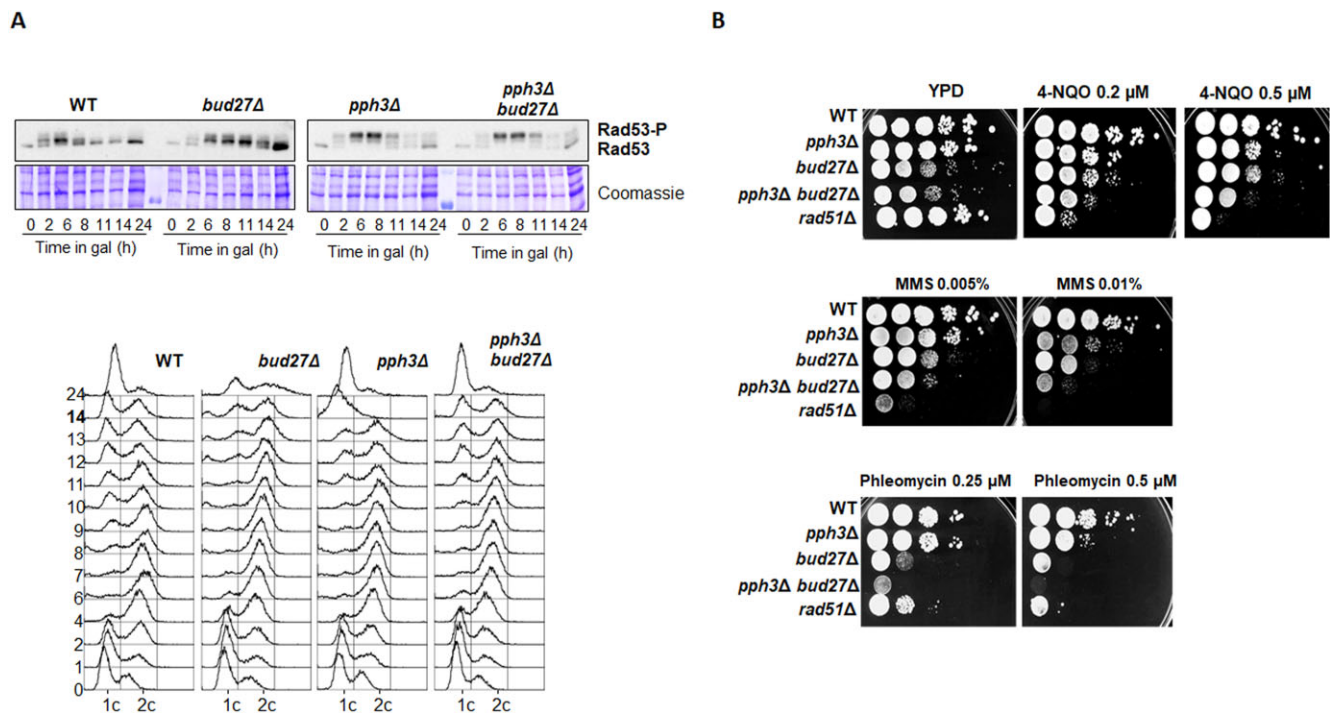 A
B
WT
bud27Δ
pph3Δ
pph3Δ
bud27Δ
Rad53-P
Rad53
Coomassie
0 2 6 8 11 14 24
0 2 6 8 11 14 24
0 2 6 8 11 14 24
0 2 6 8 11 14 24
Time in gal (h)
Time in gal (h)
Time in gal (h)
Time in gal (h)
WT
bud27Δ
pph3Δ
pph3Δ
bud27Δ
24
14
13
12
11
10
9
8
7
6
4
2
1
0
1c 2c
1c 2c
1c 2c
1c 2c
YPD
4-NQO 0.2 µM
4-NQO 0.5 µM
WT
pph3Δ
bud27Δ
pph3Δ bud27Δ
rad51Δ
MMS 0.005%
MMS 0.01%
WT
pph3Δ
bud27Δ
pph3Δ bud27Δ
rad51Δ
Phleomycin 0.25 µM
Phleomycin 0.5 µM
WT
pph3Δ
bud27Δ
pph3Δ bud27Δ
rad51Δ